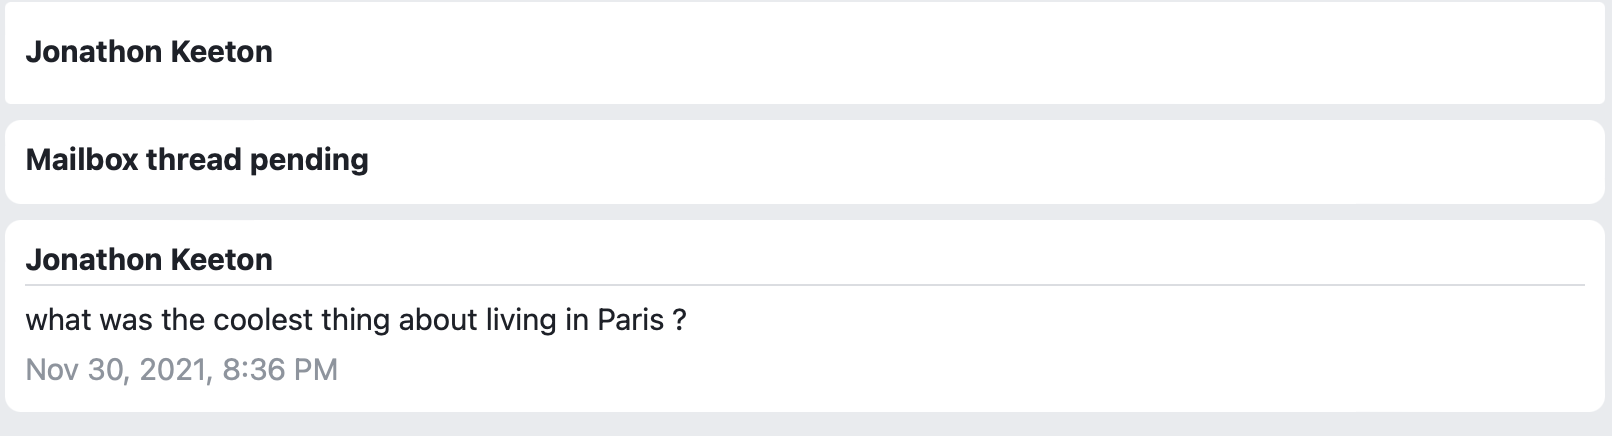 Jonathon Keeton
Mailbox thread pending
Jonathon Keeton
what was the coolest thing about living in Paris ?
Nov 30, 2021, 8:36 PM